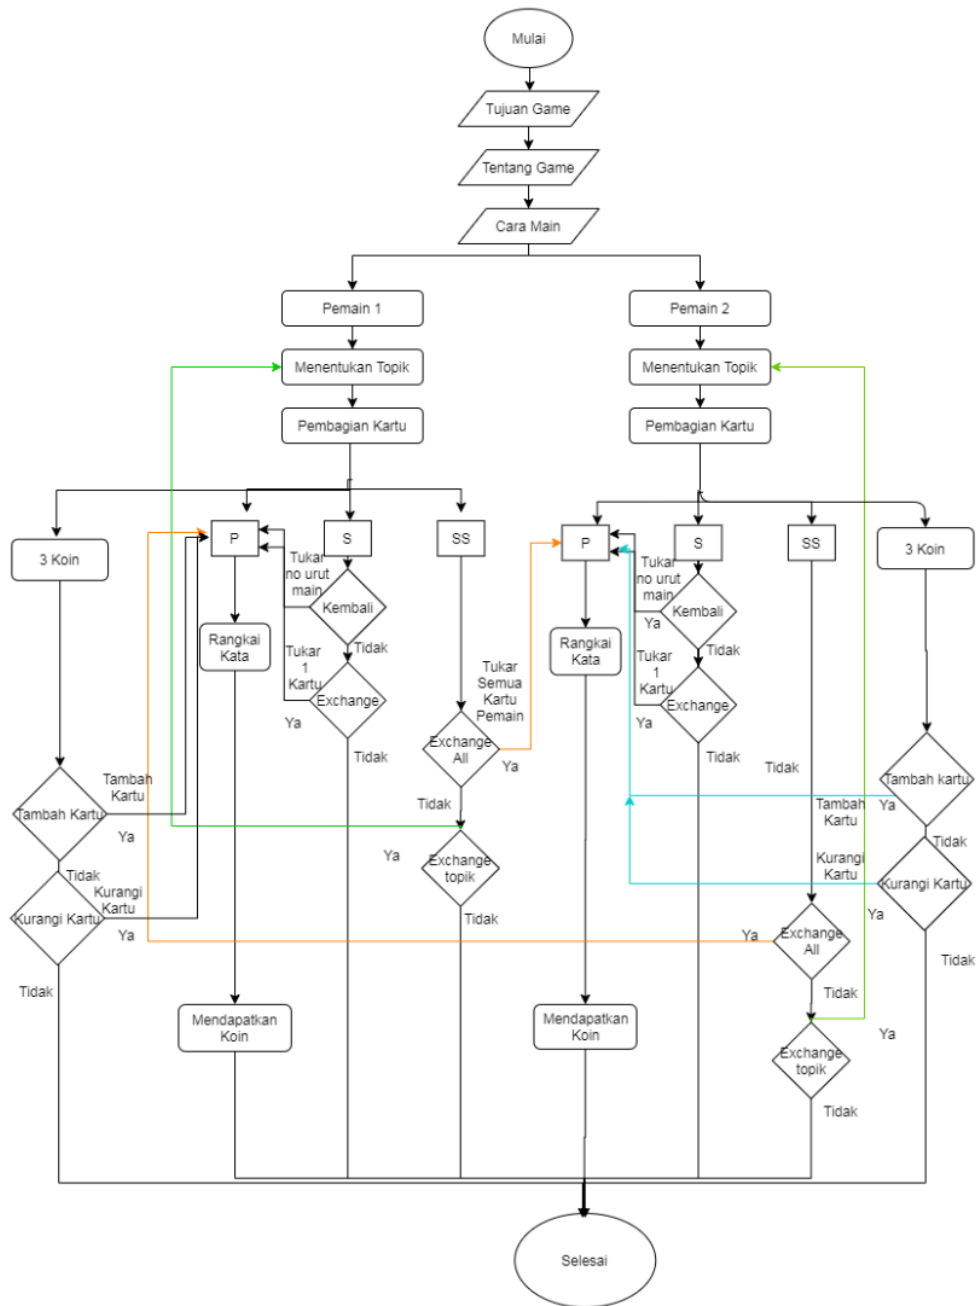 Mulai
Tujuan Game
Tentang Game
Cara Main
Pemain 1
Pemain 2
Menentukan Topik
Menentukan Topik
Pembagian Kartu
Pembagian Kartu
3 Koin
P
S
SS
P
S
SS
3 Koin
Tukar
no urut
main
Kembali
Tidak
Rangkai
Kata
Tukar
1
Kartu
Exchange
Ya
Tidak
Tukar
Semua
Kartu
Pemain
Exchange
All
Ya
Tidak
Ya
Exchange
topik
Tidak
Tukar
no urut
main
Kembali
Ya
Tidak
Rangkai
Kata
Tukar
1
Kartu
Exchange
Ya
Tidak
Tidak
Tambah
Kartu
Tambah Kartu
Ya
Tidak
Kurangi
Kartu
Kurangi Kartu
Ya
Tidak
Tambah kartu
Ya
Tambah
Kartu
Tidak
Kurangi
Kartu
Kurangi Kartu
Ya
Tidak
Ya
Exchange
All
Tidak
Mendapatkan
Koin
Mendapatkan
Koin
Ya
Exchange
topik
Tidak
Selesai